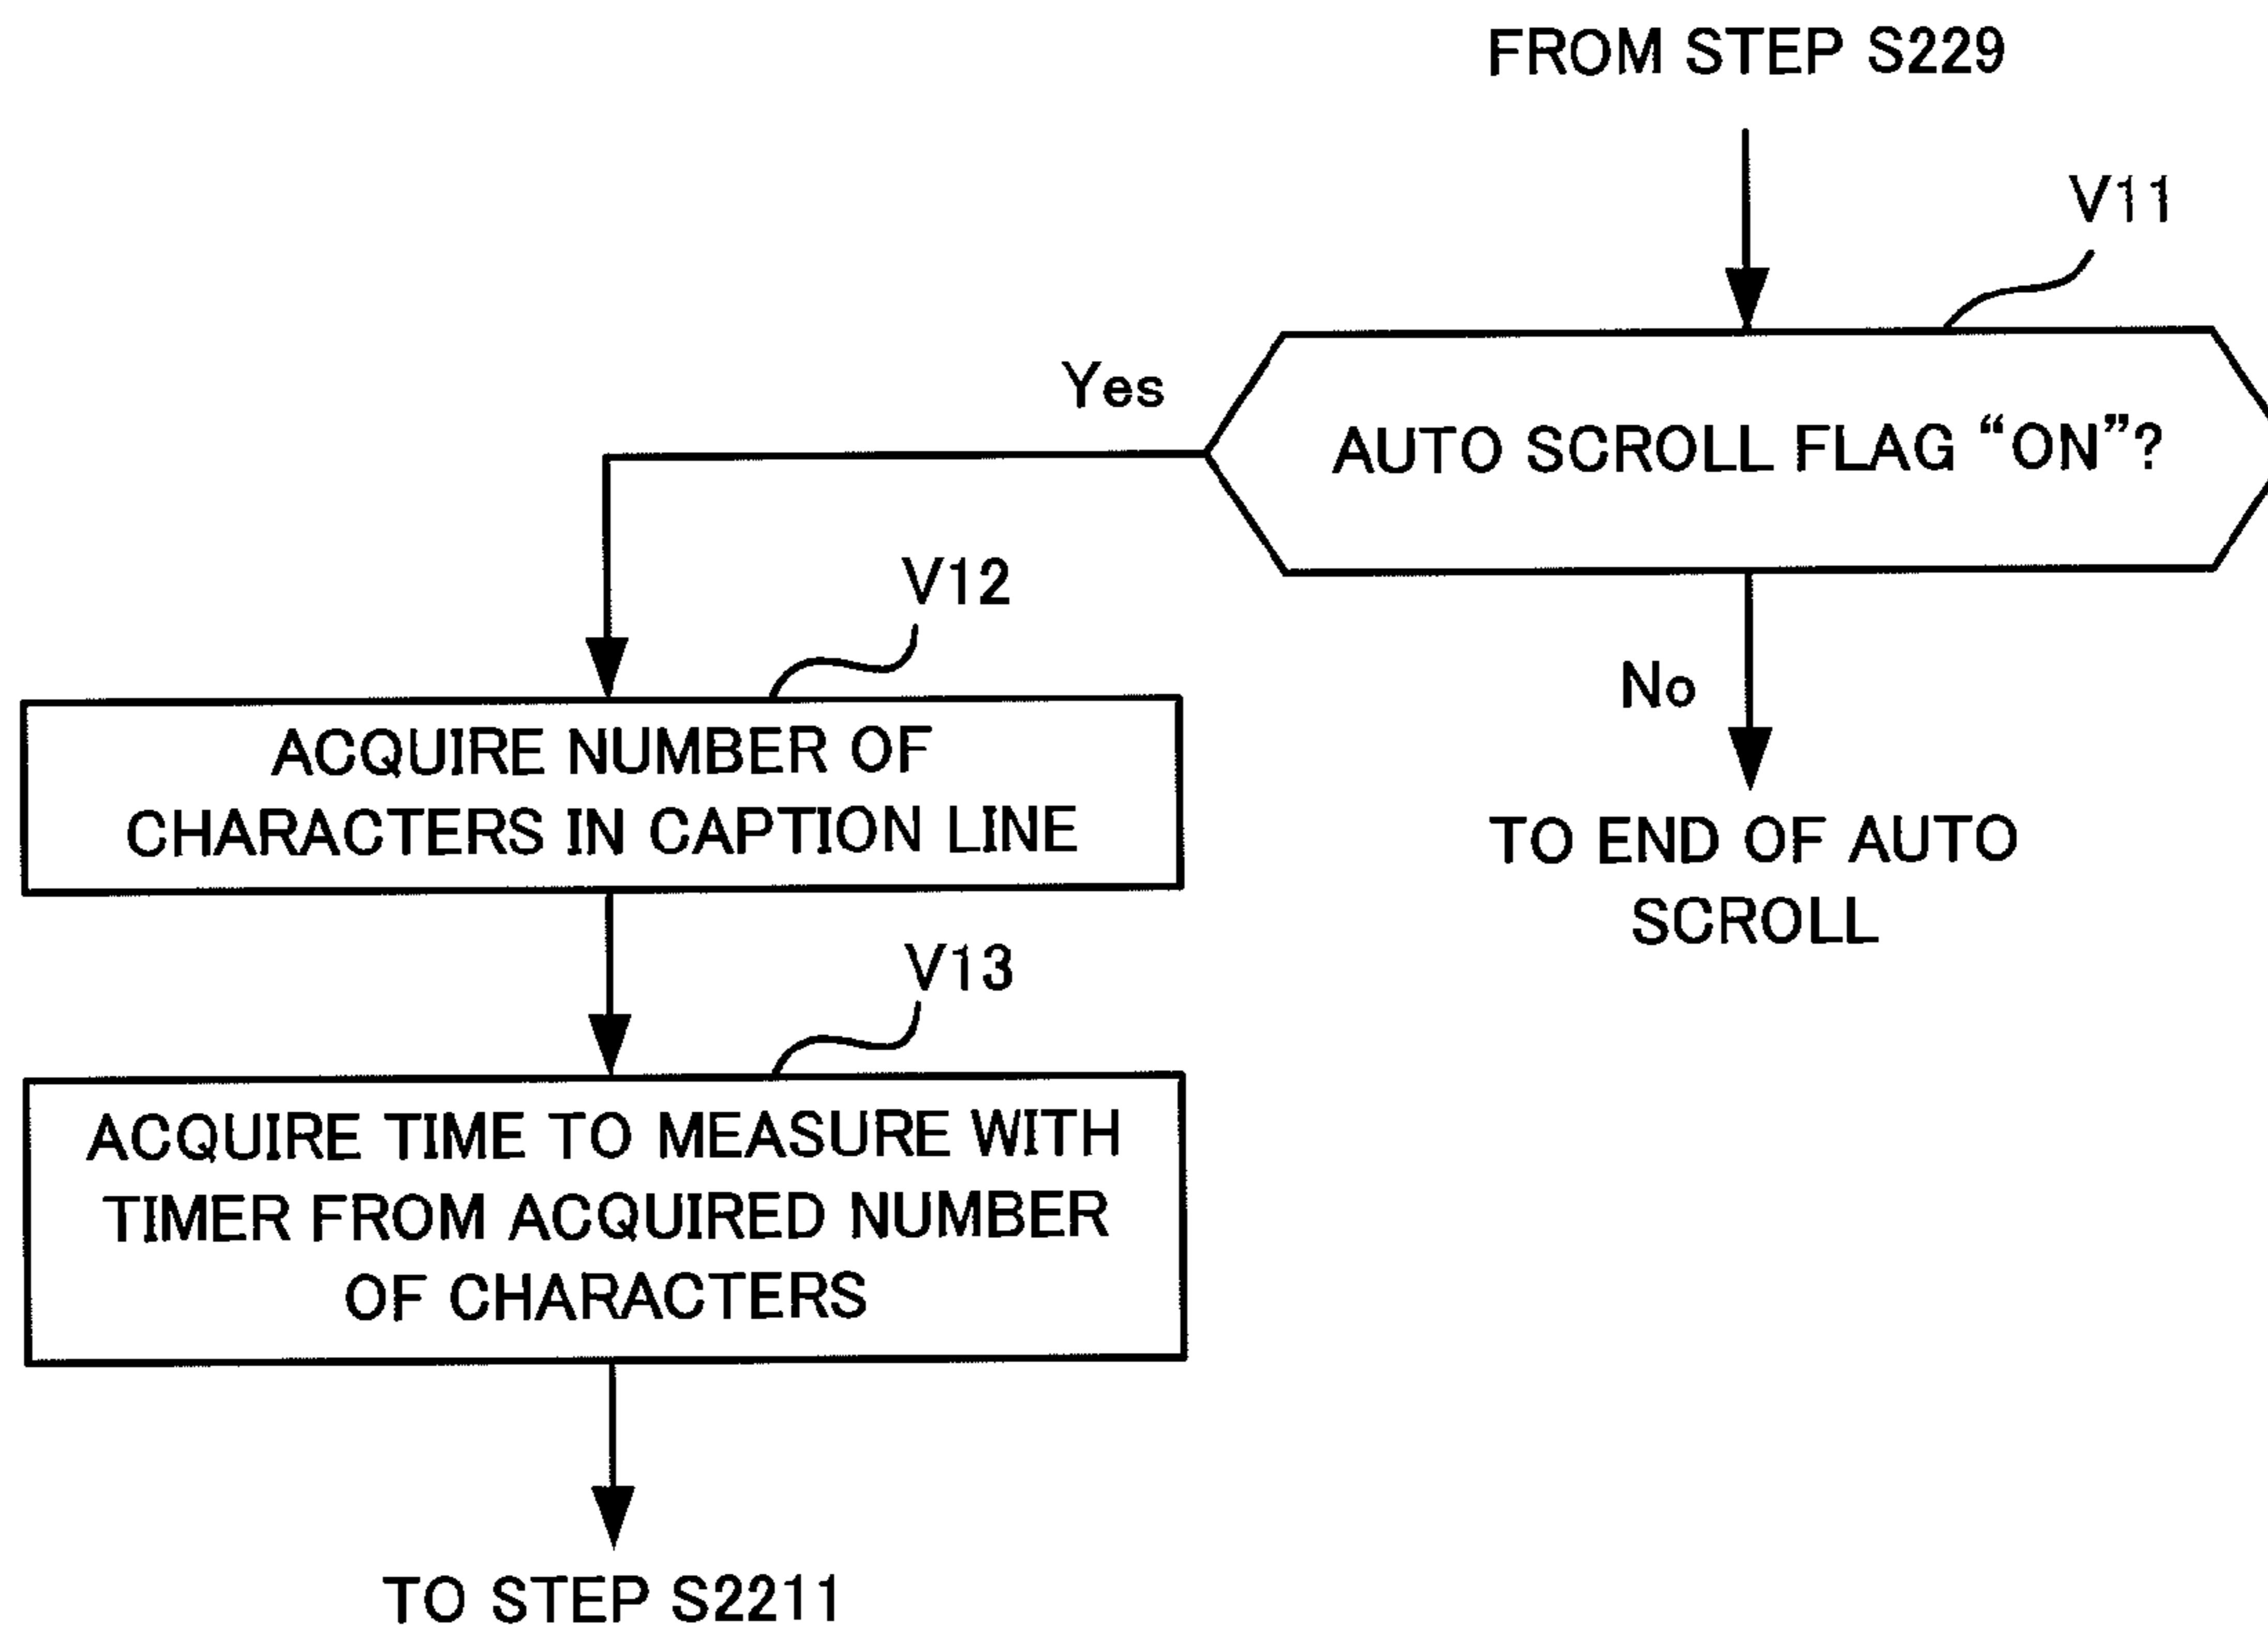 FROM STEP S229
V11
Yes
AUTO SCROLL FLAG “ON”?
V12
No
ACQUIRE NUMBER OF
CHARACTERS IN CAPTION LINE
TO END OF AUTO
SCROLL
V13
ACQUIRE TIME TO MEASURE WITH
TIMER FROM ACQUIRED NUMBER
OF CHARACTERS
TO STEP S2211